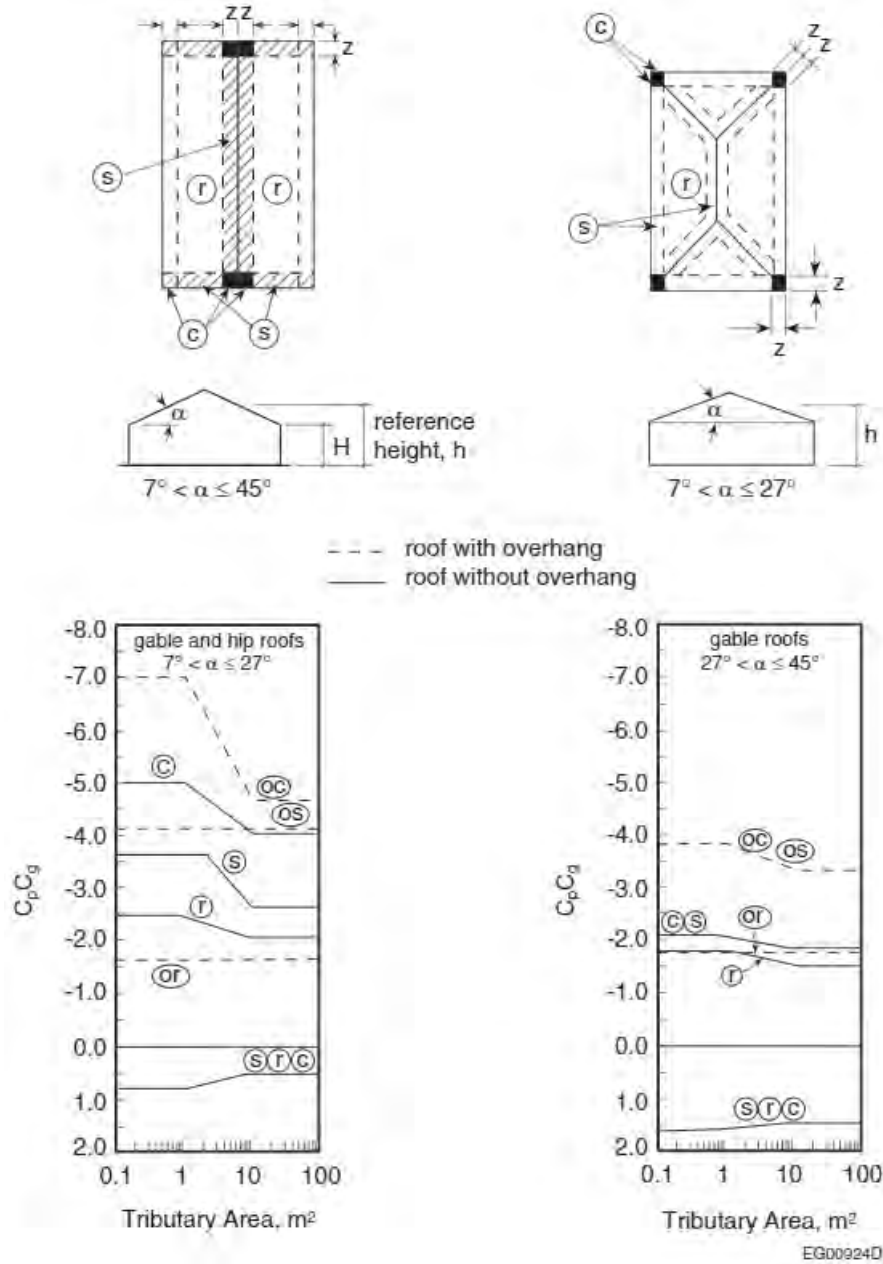 z z
z
s
r
r
c
s
H
α
reference
height, h
7° < α ≤ 45°
c
z
z
r
s
z
z
α
h
7° < α ≤ 27°
roof with overhang
roof without overhang
gable and hip roofs
7° < α ≤ 27°
-8.0
-7.0
-6.0
-5.0
-4.0
-3.0
-2.0
-1.0
0.0
1.0
2.0
CpCg
c
oc
os
s
r
or
s r c
0.1 1 10 100
Tributary Area, m²
gable roofs
27° < α ≤ 45°
-8.0
-7.0
-6.0
-5.0
-4.0
-3.0
-2.0
-1.0
0.0
1.0
2.0
CpCg
oc
os
c s
or
r
s r c
0.1 1 10 100
Tributary Area, m²
EG00924D